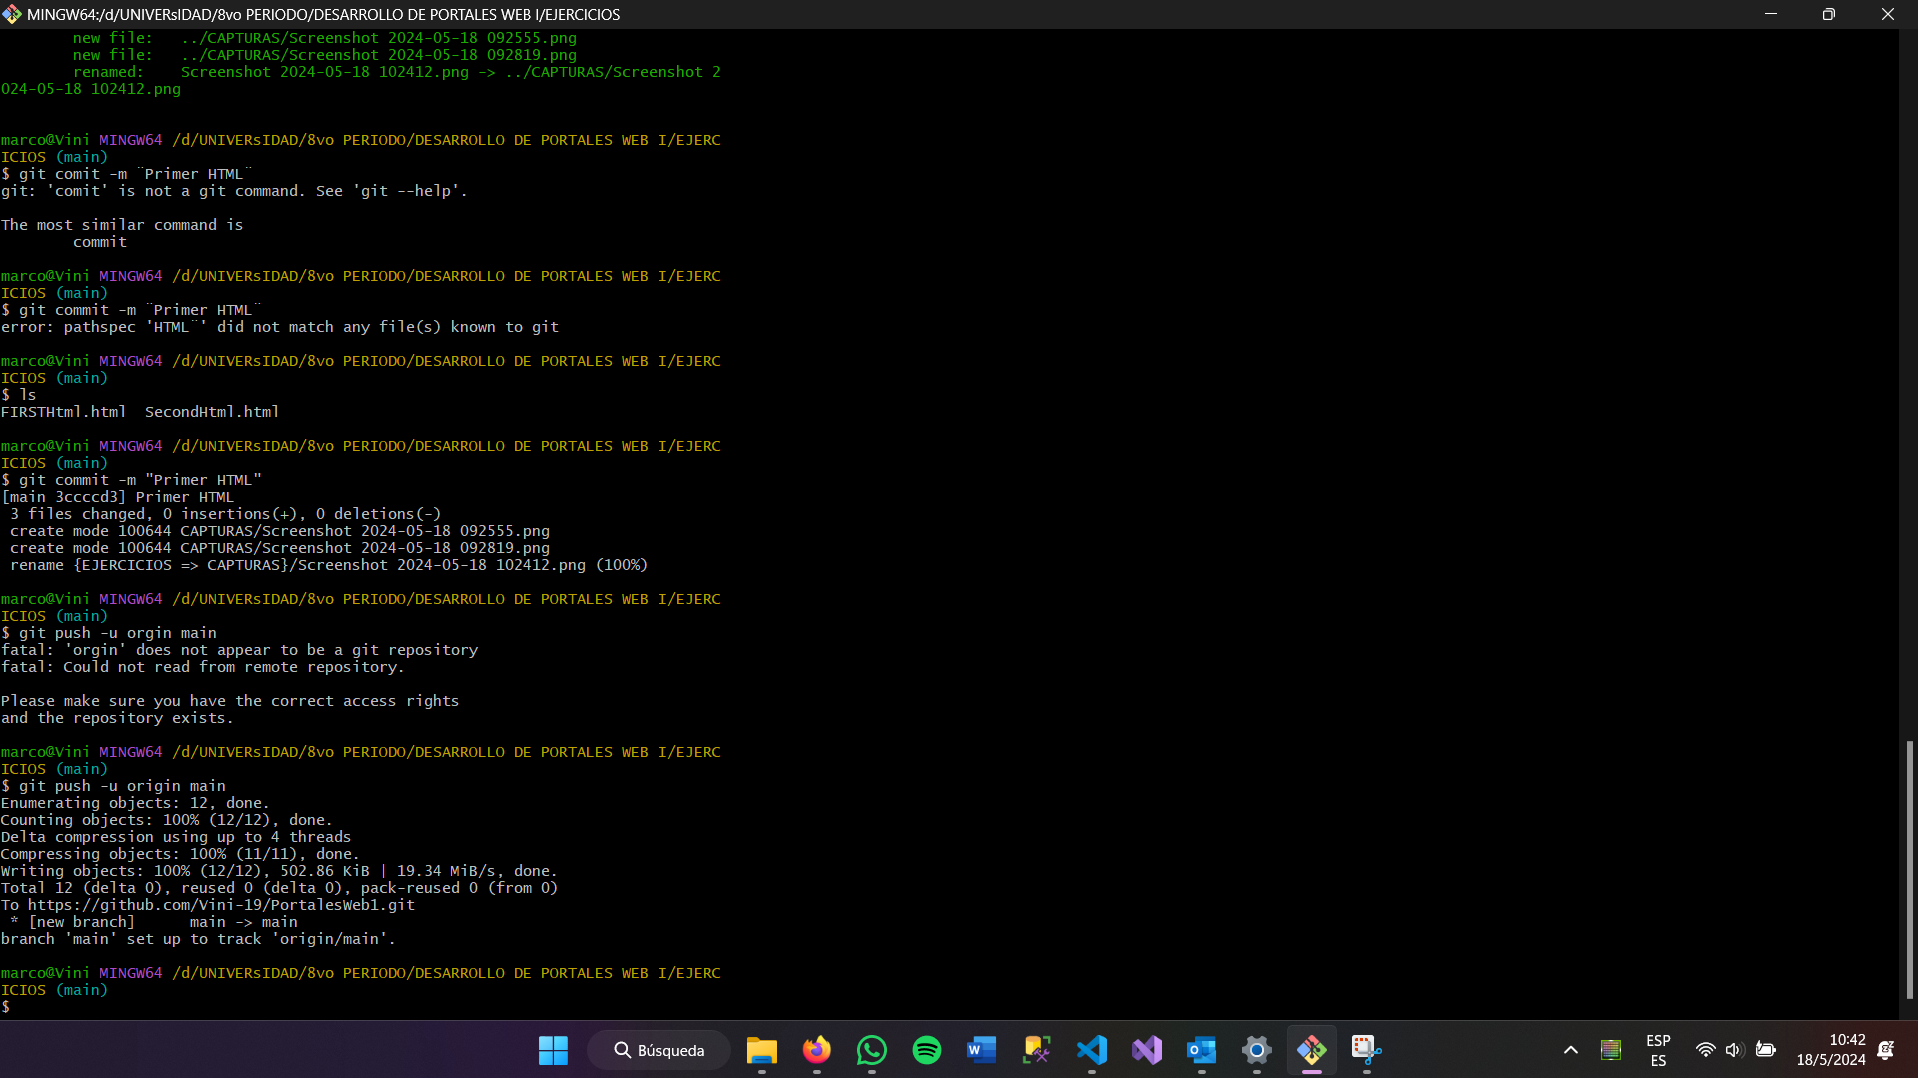 MINGW64:/d/UNIVERsIDAD/8vo PERIODO/DESARROLLO DE PORTALES WEB I/EJERCICIOS
        new file:   ../CAPTURAS/Screenshot 2024-05-18 092555.png
        new file:   ../CAPTURAS/Screenshot 2024-05-18 092819.png
        renamed:    Screenshot 2024-05-18 102412.png -> ../CAPTURAS/Screenshot 2
024-05-18 102412.png

marco@Vini MINGW64 /d/UNIVERsIDAD/8vo PERIODO/DESARROLLO DE PORTALES WEB I/EJERC
ICIOS (main)
$ git comit -m ¨Primer HTML¨
git: 'comit' is not a git command. See 'git --help'.

The most similar command is
        commit

marco@Vini MINGW64 /d/UNIVERsIDAD/8vo PERIODO/DESARROLLO DE PORTALES WEB I/EJERC
ICIOS (main)
$ git commit -m ¨Primer HTML¨
error: pathspec 'HTML¨' did not match any file(s) known to git

marco@Vini MINGW64 /d/UNIVERsIDAD/8vo PERIODO/DESARROLLO DE PORTALES WEB I/EJERC
ICIOS (main)
$ ls
FIRSTHtml.html  SecondHtml.html

marco@Vini MINGW64 /d/UNIVERsIDAD/8vo PERIODO/DESARROLLO DE PORTALES WEB I/EJERC
ICIOS (main)
$ git commit -m "Primer HTML"
[main 3ccccd3] Primer HTML
 3 files changed, 0 insertions(+), 0 deletions(-)
 create mode 100644 CAPTURAS/Screenshot 2024-05-18 092555.png
 create mode 100644 CAPTURAS/Screenshot 2024-05-18 092819.png
 rename {EJERCICIOS => CAPTURAS}/Screenshot 2024-05-18 102412.png (100%)

marco@Vini MINGW64 /d/UNIVERsIDAD/8vo PERIODO/DESARROLLO DE PORTALES WEB I/EJERC
ICIOS (main)
$ git push -u orgin main
fatal: 'orgin' does not appear to be a git repository
fatal: Could not read from remote repository.

Please make sure you have the correct access rights
and the repository exists.

marco@Vini MINGW64 /d/UNIVERsIDAD/8vo PERIODO/DESARROLLO DE PORTALES WEB I/EJERC
ICIOS (main)
$ git push -u origin main
Enumerating objects: 12, done.
Counting objects: 100% (12/12), done.
Delta compression using up to 4 threads
Compressing objects: 100% (11/11), done.
Writing objects: 100% (12/12), 502.86 KiB | 19.34 MiB/s, done.
Total 12 (delta 0), reused 0 (delta 0), pack-reused 0 (from 0)
To https://github.com/Vini-19/PortalesWeb1.git
 * [new branch]      main -> main
branch 'main' set up to track 'origin/main'.

marco@Vini MINGW64 /d/UNIVERsIDAD/8vo PERIODO/DESARROLLO DE PORTALES WEB I/EJERC
ICIOS (main)
$
Búsqueda
ESP
ES
10:42
18/5/2024